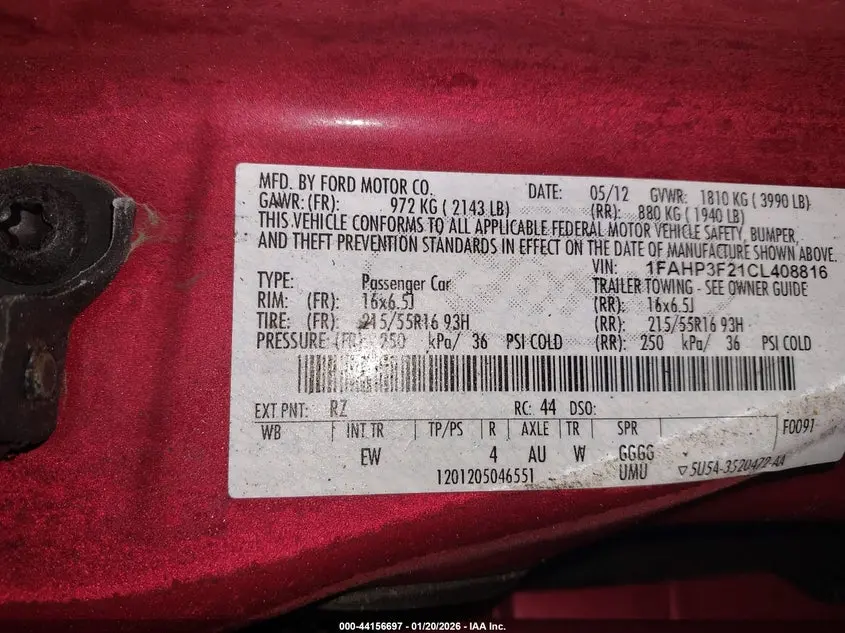 MFD. BY FORD MOTOR CO. DATE: 05/12 GVWR: 1810 KG ( 3990 LB)
GAWR: (FR): 972 KG ( 2143 LB) (RR): 880 KG ( 1940 LB)
THIS VEHICLE CONFORMS TO ALL APPLICABLE FEDERAL MOTOR VEHICLE SAFETY, BUMPER,
AND THEFT PREVENTION STANDARDS IN EFFECT ON THE DATE OF MANUFACTURE SHOWN ABOVE.
VIN: 1FAHP3F21CL408816
TYPE: Passenger Car TRAILER TOWING - SEE OWNER GUIDE
RIM: (FR): 16x6.5J (RR): 16x6.5J
TIRE: (FR): 215/55R16 93H (RR): 215/55R16 93H
PRESSURE (FR): 250 kPa/ 36 PSI COLD (RR): 250 kPa/ 36 PSI COLD
EXT PNT: RZ RC: 44 DSO:
WB INT TR TP/PS R AXLE TR SPR F0091
EW 4 AU W GGGG
1201205046551 UMU ▽5U54-3520472-AA
000-44156697 - 01/20/2026 - IAA Inc.